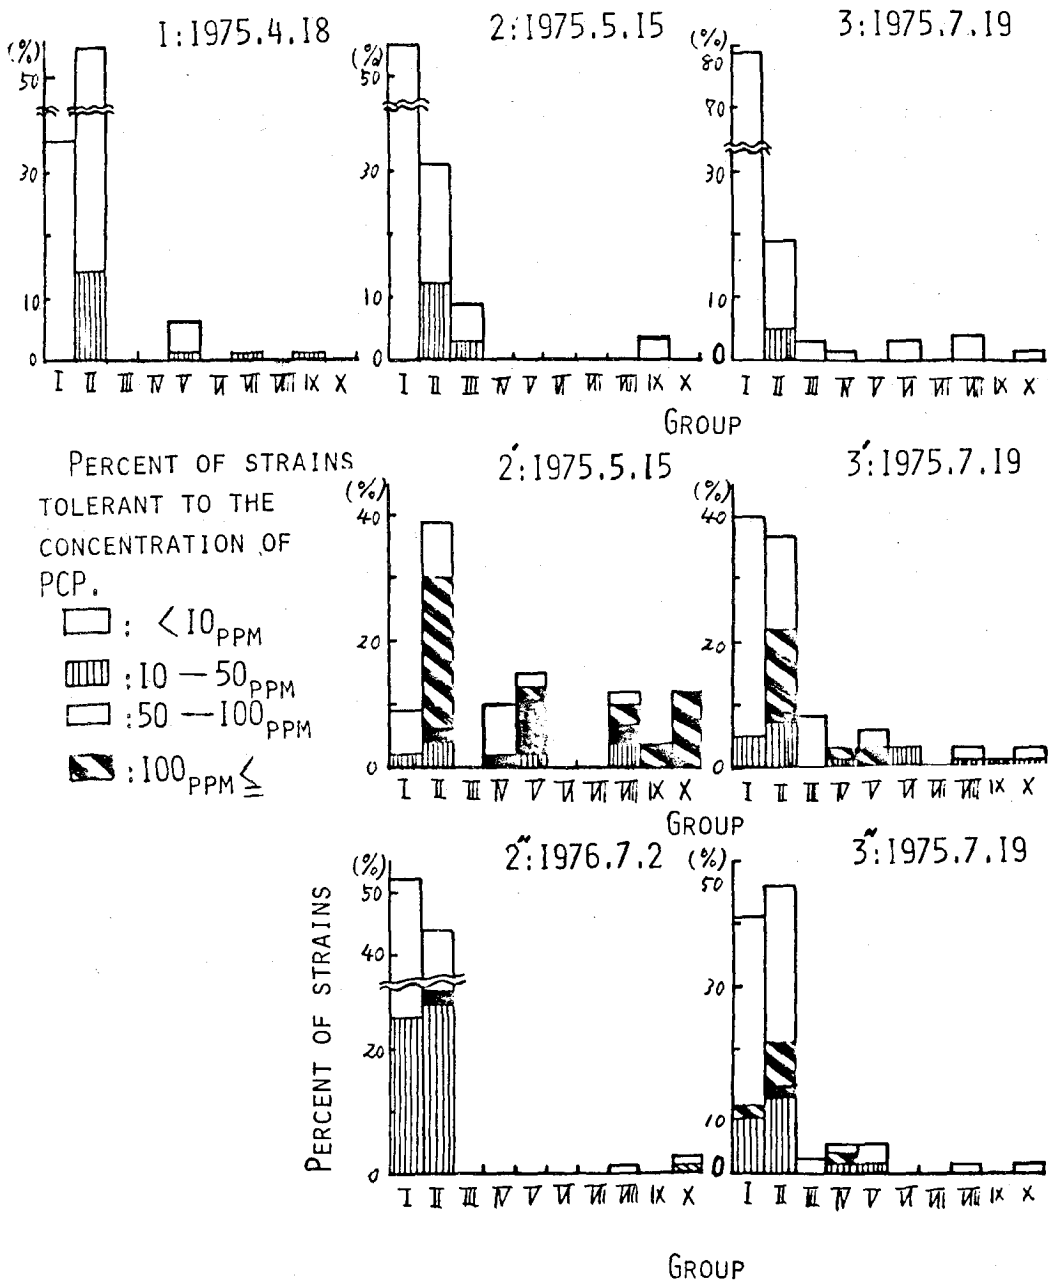 1:1975.4.18
(%)
50
30
10
0
I II III IV V VI VII VIII IX X
2:1975.5.15
(%)
50
30
10
0
I II III IV V VI VII VIII IX X
3:1975.7.19
(%)
80
70
30
10
0
I II III IV V VI VII VIII IX X
GROUP
PERCENT OF STRAINS
TOLERANT TO THE
CONCENTRATION OF
PCP.
: <10PPM
:10-50PPM
:50-100PPM
:100PPM≦
2':1975.5.15
(%)
40
20
0
I II III IV V VI VII VIII IX X
3':1975.7.19
(%)
40
20
0
I II III IV V VI VII VIII IX X
GROUP
PERCENT OF STRAINS
2":1976.7.2
(%)
50
40
20
0
I II III IV V VI VII VIII IX X
3":1975.7.19
(%)
50
30
10
0
I II III IV V VI VII VIII IX X
GROUP